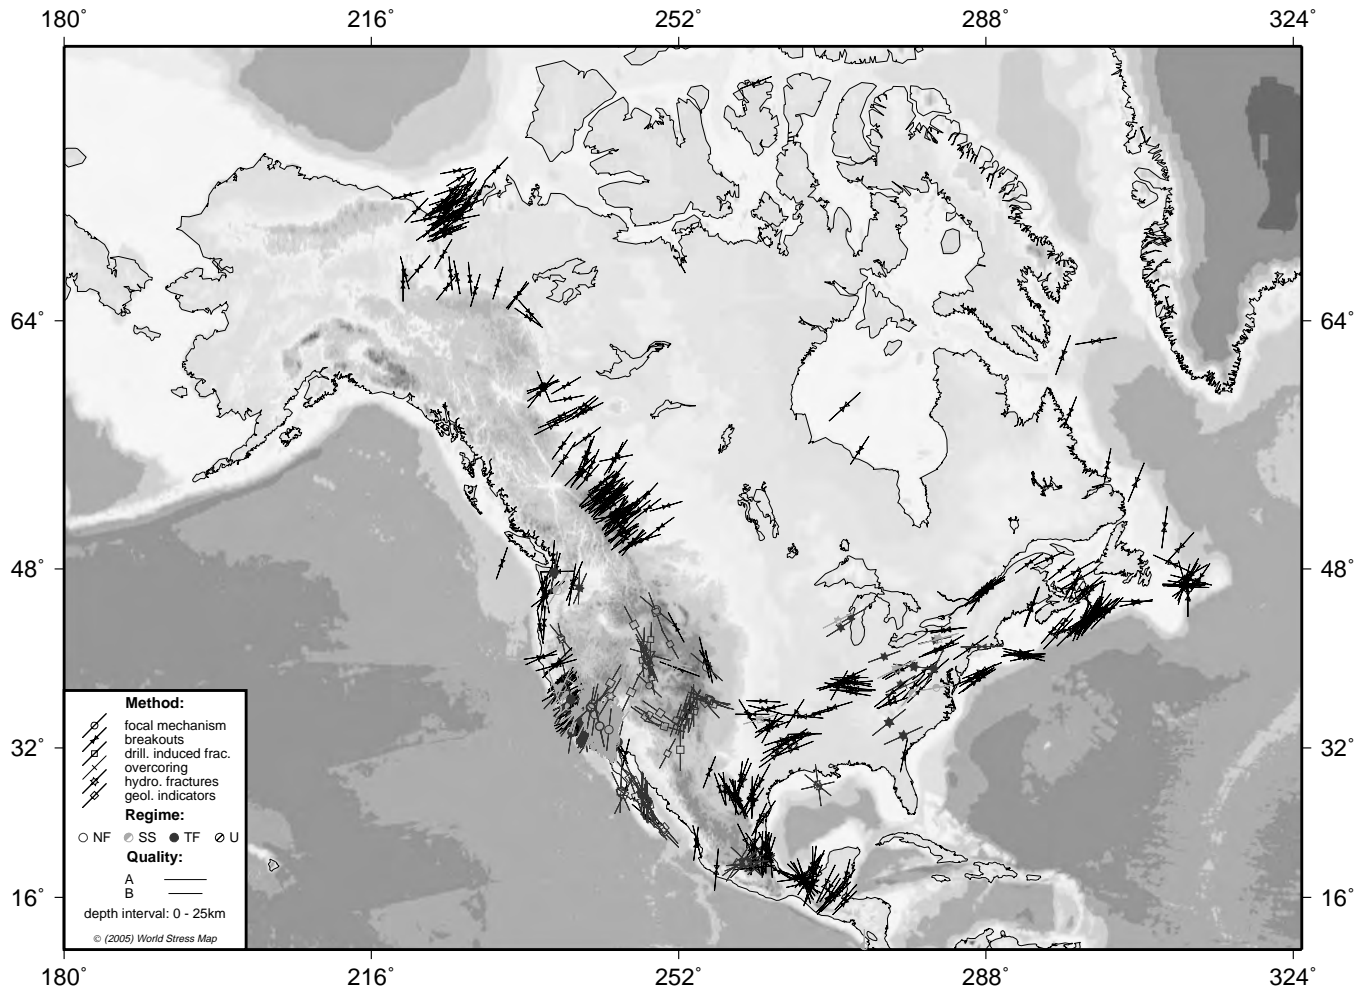 180° 216° 252° 288° 324°
64° 64°
48° 48°
32° 32°
16° 16°
Method:
focal mechanism
breakouts
drill. induced frac.
overcoring
hydro. fractures
geol. indicators
Regime:
NF SS TF U
Quality:
A
B
depth interval: 0 - 25km
© (2005) World Stress Map
180° 216° 252° 288° 324°